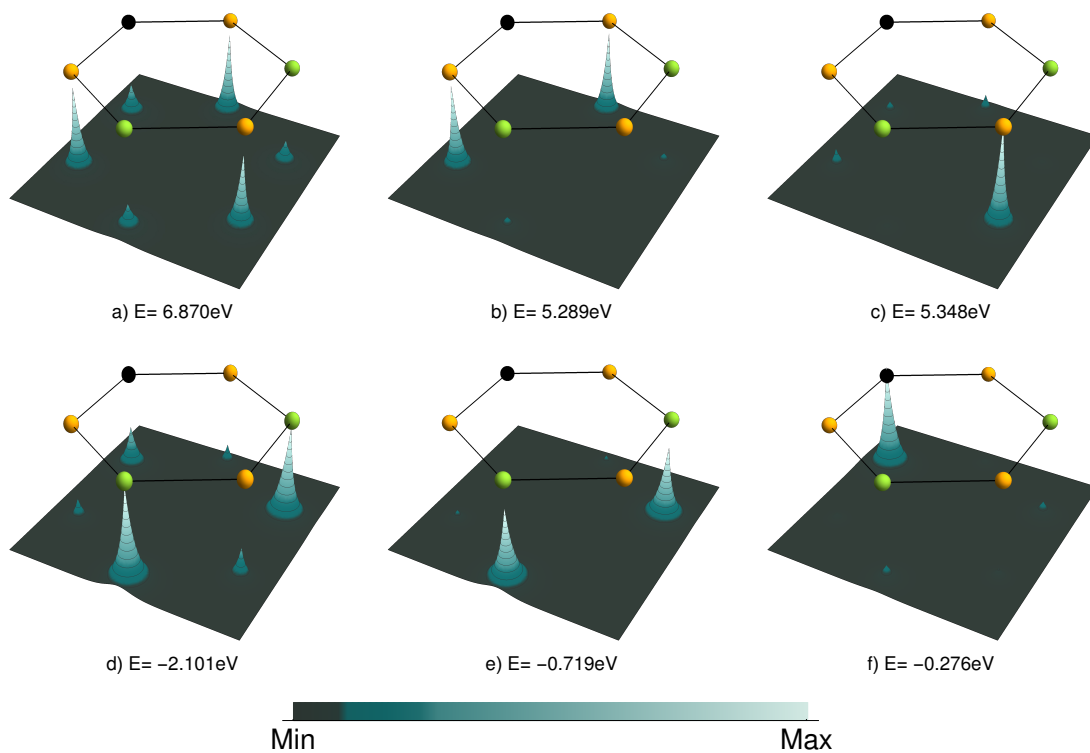 a) E= 6.870eV
b) E= 5.289eV
c) E= 5.348eV
d) E= −2.101eV
e) E= −0.719eV
f) E= −0.276eV
Min Max